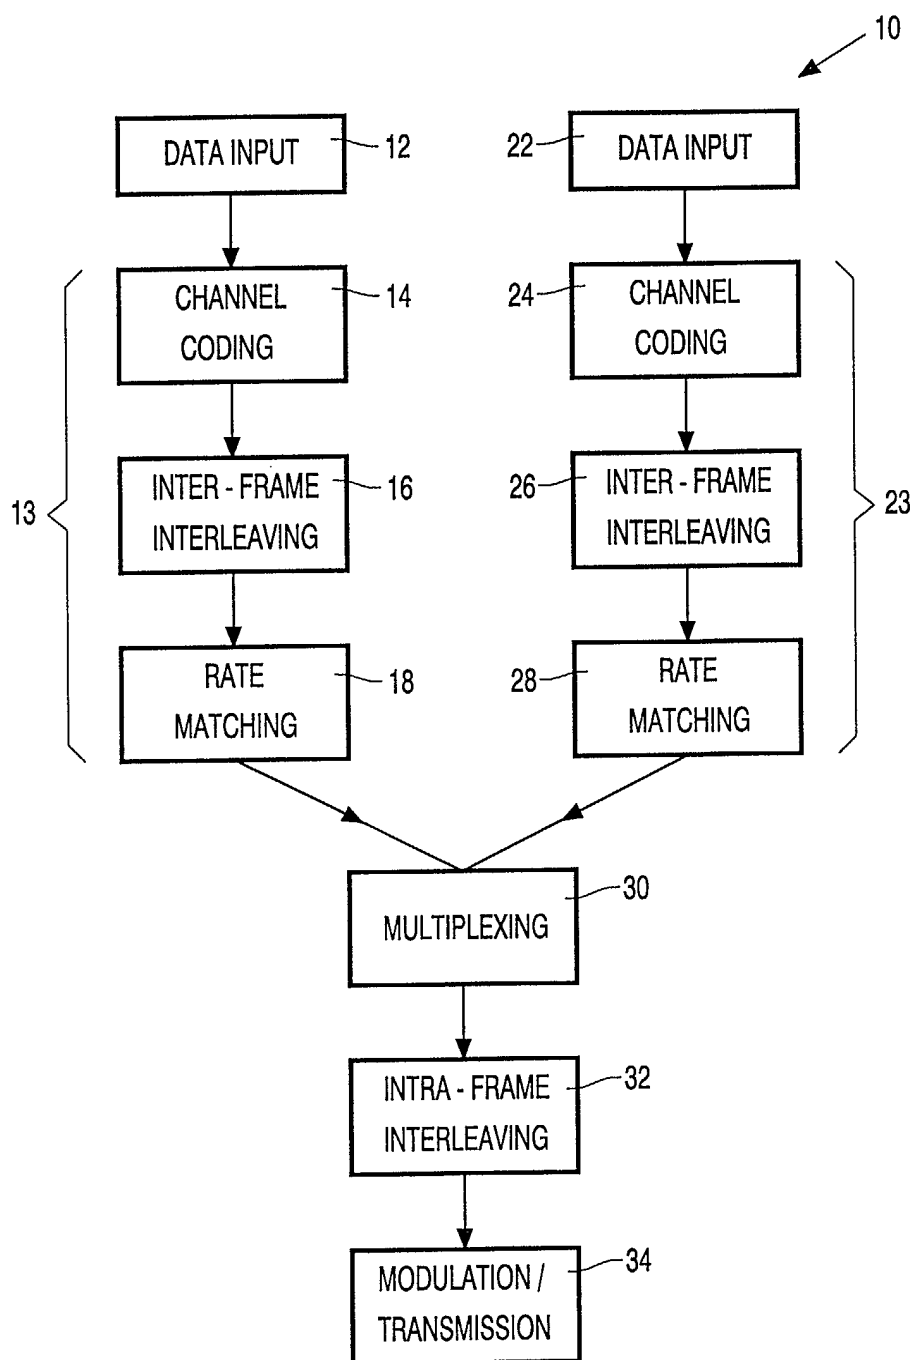 10
DATA INPUT
12
22
DATA INPUT
CHANNEL
CODING
14
24
CHANNEL
CODING
13
INTER - FRAME
INTERLEAVING
16
26
INTER - FRAME
INTERLEAVING
23
RATE
MATCHING
18
28
RATE
MATCHING
MULTIPLEXING
30
INTRA - FRAME
INTERLEAVING
32
MODULATION /
TRANSMISSION
34